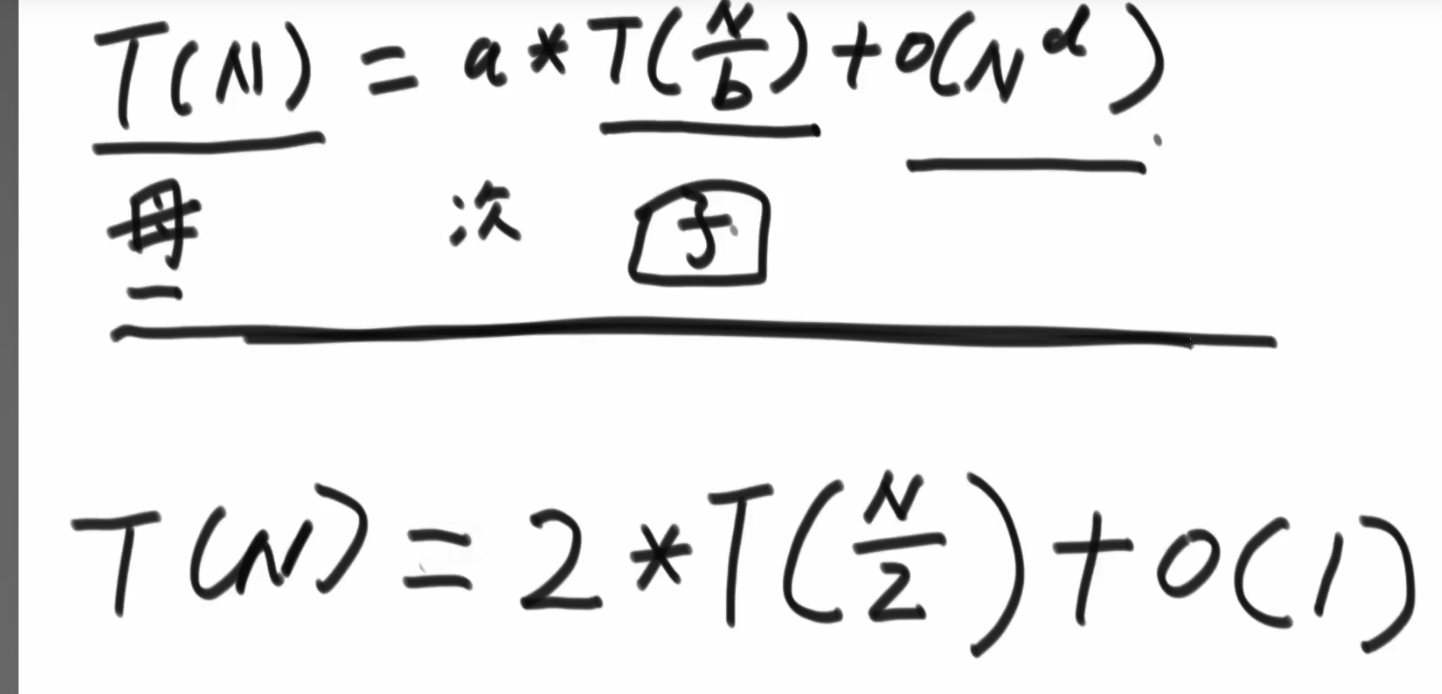 T(N) = a * T(N/b) + O(N^d)
母 次 子
T(N) = 2 * T(N/2) + O(1)